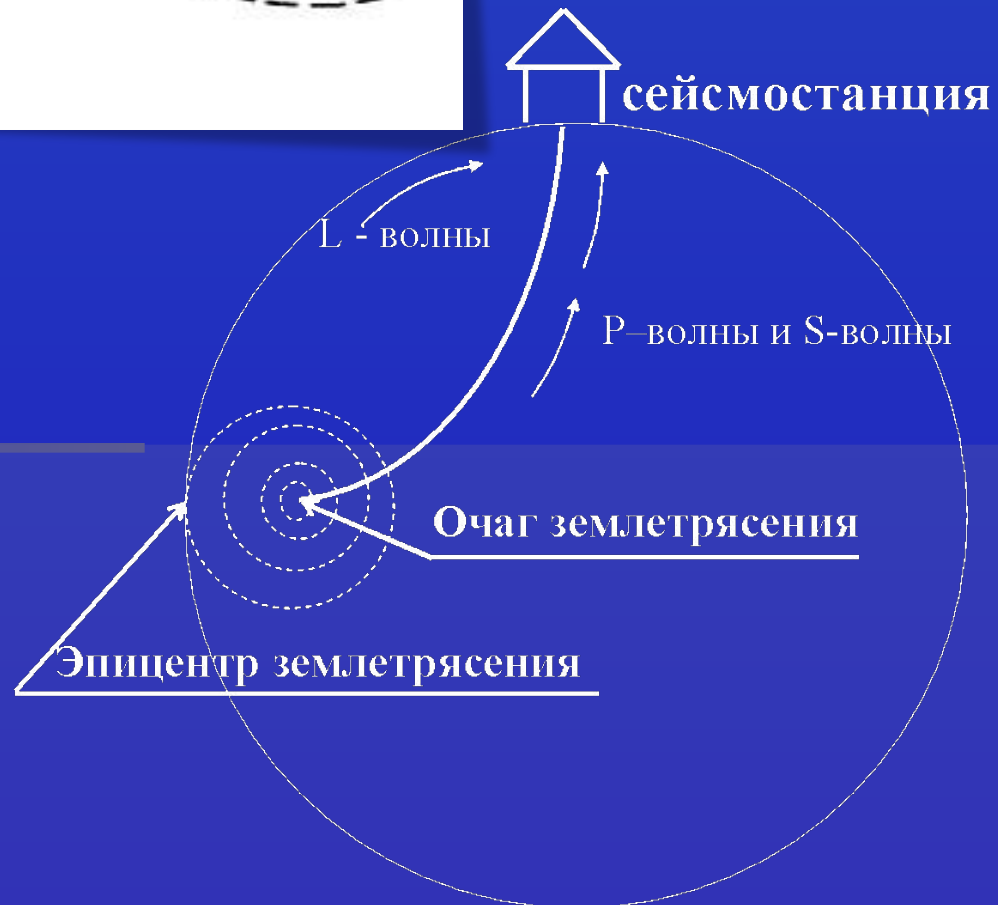 сейсмостанция
L - волны
P–волны и S-волны
Очаг землетрясения
Эпицентр землетрясения